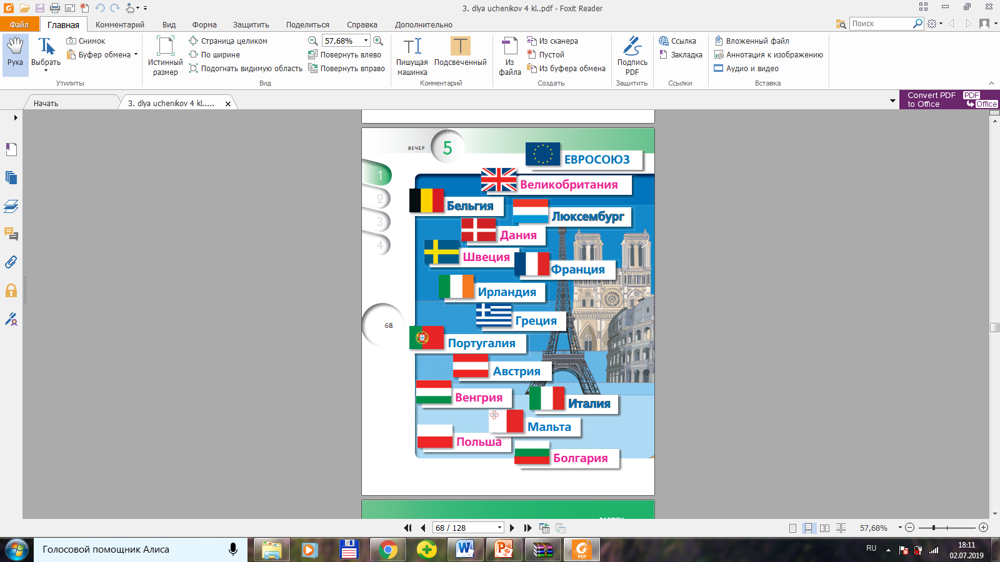 3. dlya uchenikov 4 kl..pdf - Foxit Reader
Файл Главная Комментарий Вид Форма Защитить Поделиться Справка Дополнительно Поиск
Рука
Выбрать
Снимок
Буфер обмена
Утилиты
Истинный размер
Страница целиком
По ширине
Подогнать видимую область
57,68%
Повернуть влево
Повернуть вправо
Вид
Пишущая машинка
Подсвеченный
Комментарий
Из файла
Из сканера
Пустой
Из буфера обмена
Создать
Подпись PDF
Защитить
Ссылка
Закладка
Ссылки
Вложенный файл
Аннотация к изображению
Аудио и видео
Вставка
Начать
3. dlya uchenikov 4 kl.....
Convert PDF to Office
PDF
Office
ВЕЧЕР 5
ЕВРОСОЮЗ
1
2
3
4
Великобритания
Бельгия
Люксембург
Дания
Швеция
Франция
Ирландия
Греция
68
Португалия
Австрия
Венгрия
Италия
Мальта
Польша
Болгария
68 / 128
57,68%
Голосовой помощник Алиса
RU
18:11
02.07.2019